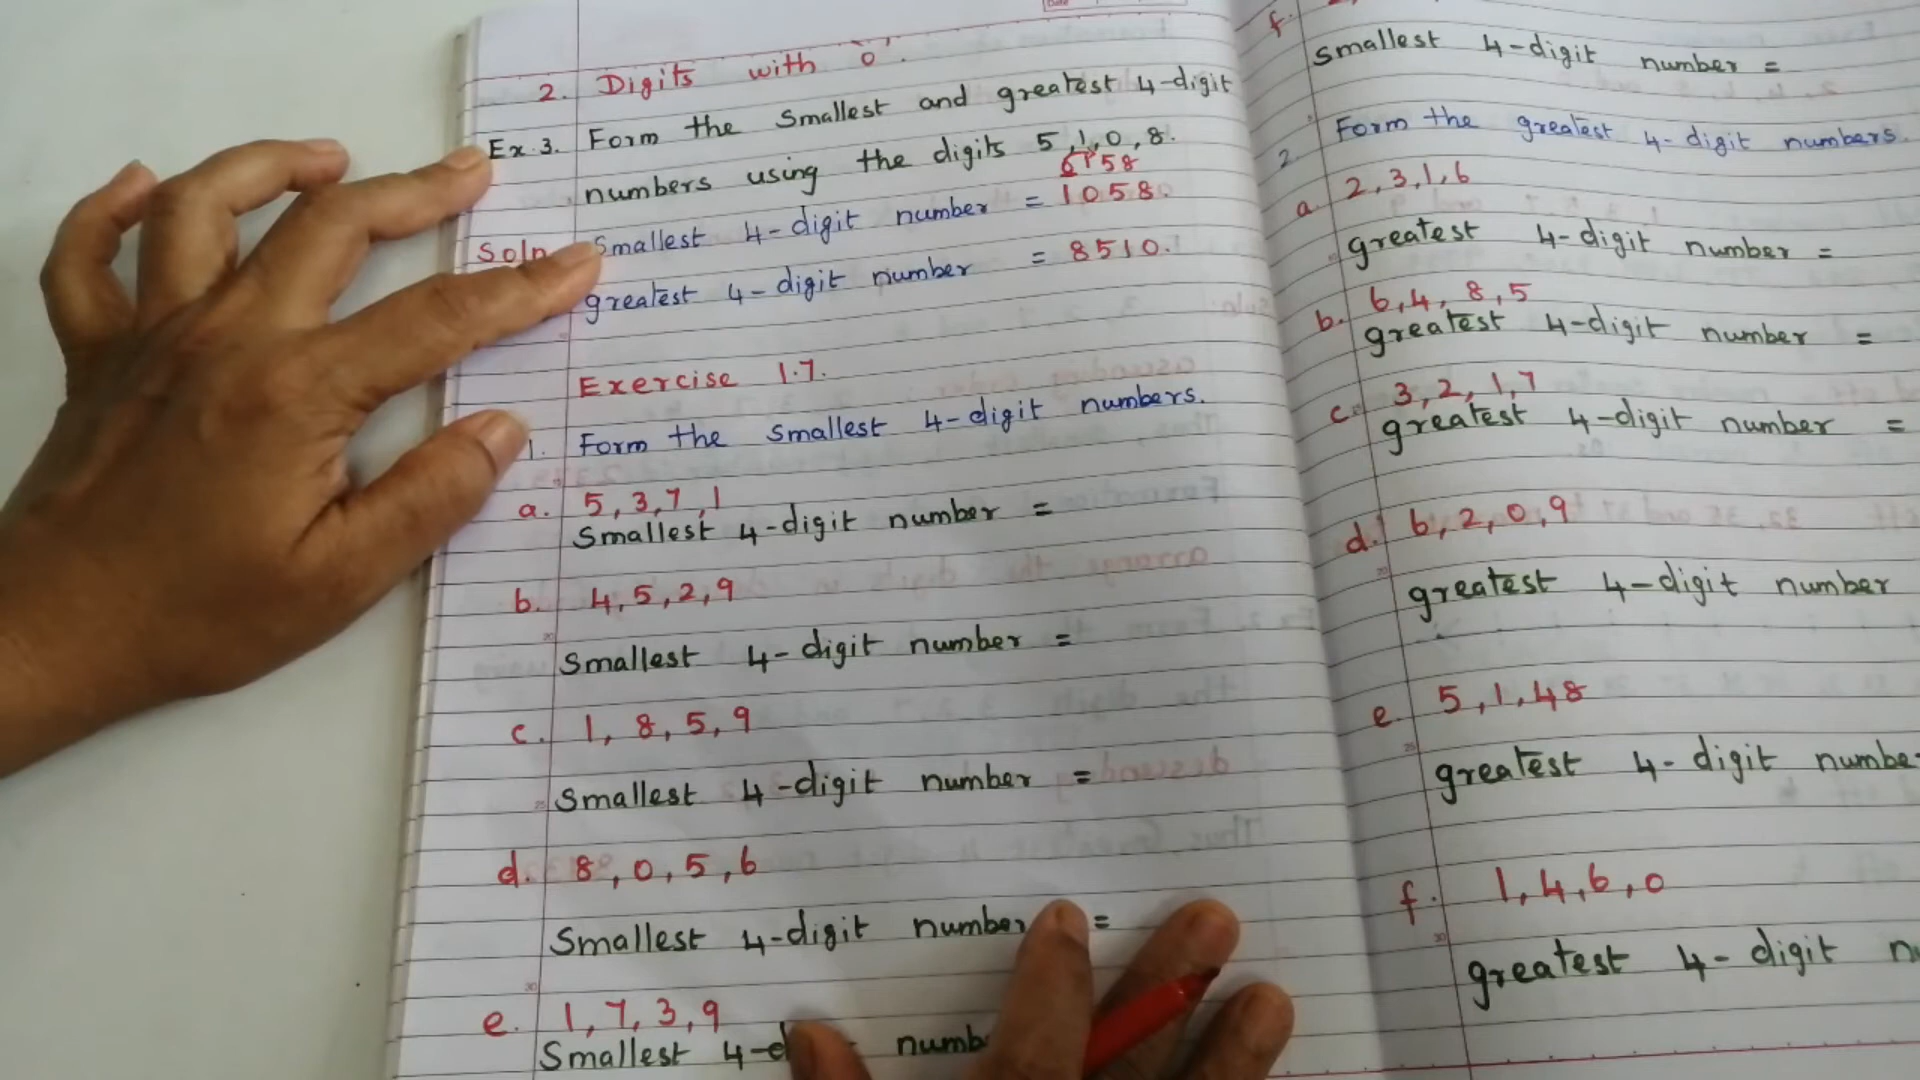 2. Digits with '0'.
Ex.3. Form the Smallest and greatest 4-digit
numbers using the digits 5,1,0,8.
0158
Soln Smallest 4-digit number = 1058.
greatest 4-digit number = 8510.
Exercise 1.7.
1. Form the Smallest 4-digit numbers.
a. 5,3,7,1
Smallest 4-digit number =
b. 4,5,2,9
Smallest 4-digit number =
c. 1,8,5,9
Smallest 4-digit number =
d. 8,0,5,6
Smallest 4-digit number =
e. 1,7,3,9
Smallest 4-d
numb
f.
Smallest 4-digit number =
2. Form the greatest 4-digit numbers.
a. 2,3,1,6
greatest 4-digit number =
b. 6,4,8,5
greatest 4-digit number =
c. 3,2,1,7
greatest 4-digit number =
d. 6,2,0,9
greatest 4-digit number
e. 5,1,48
greatest 4-digit numbe
f. 1,4,6,0
greatest 4-digit